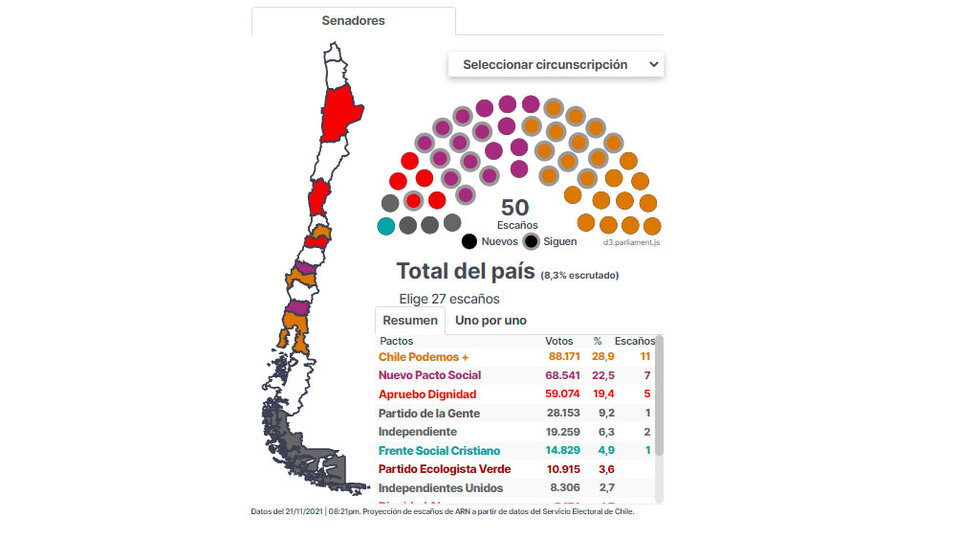 Senadores
Seleccionar circunscripción
50
Escaños
Nuevos Siguen
d3.parliament.js
Total del país (8,3% escrutado)
Elige 27 escaños
Resumen Uno por uno
Pactos Votos % Escaños
Chile Podemos + 88.171 28,9 11
Nuevo Pacto Social 68.541 22,5 7
Apruebo Dignidad 59.074 19,4 5
Partido de la Gente 28.153 9,2 1
Independiente 19.259 6,3 2
Frente Social Cristiano 14.829 4,9 1
Partido Ecologista Verde 10.915 3,6
Independientes Unidos 8.306 2,7
Datos del 21/11/2021 | 08:21pm. Proyección de escaños de ARN a partir de datos del Servicio Electoral de Chile.